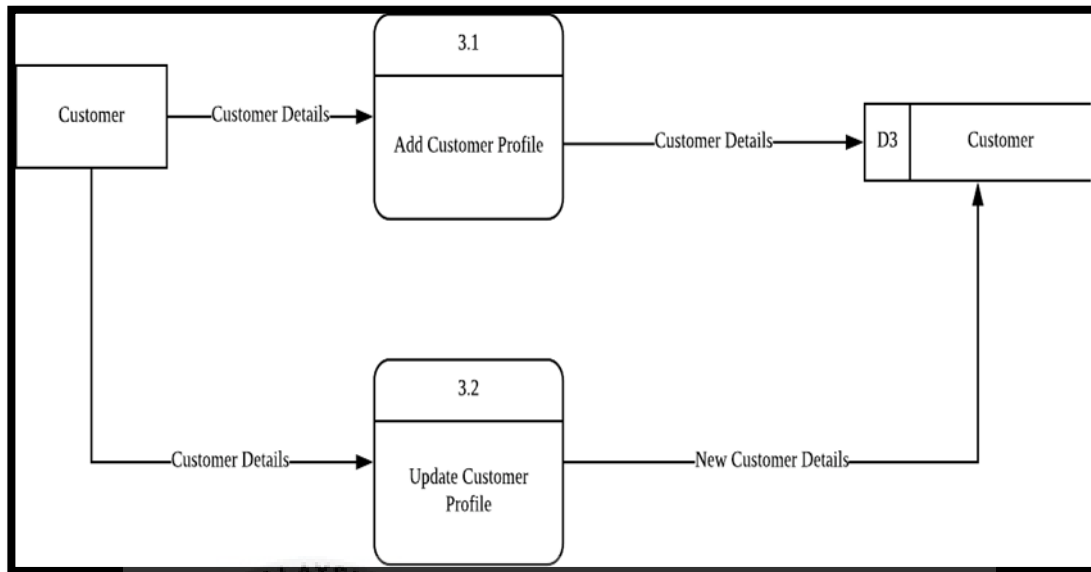 3.1
Customer
Customer Details
Add Customer Profile
Customer Details
D3
Customer
3.2
Customer Details
Update Customer
Profile
New Customer Details